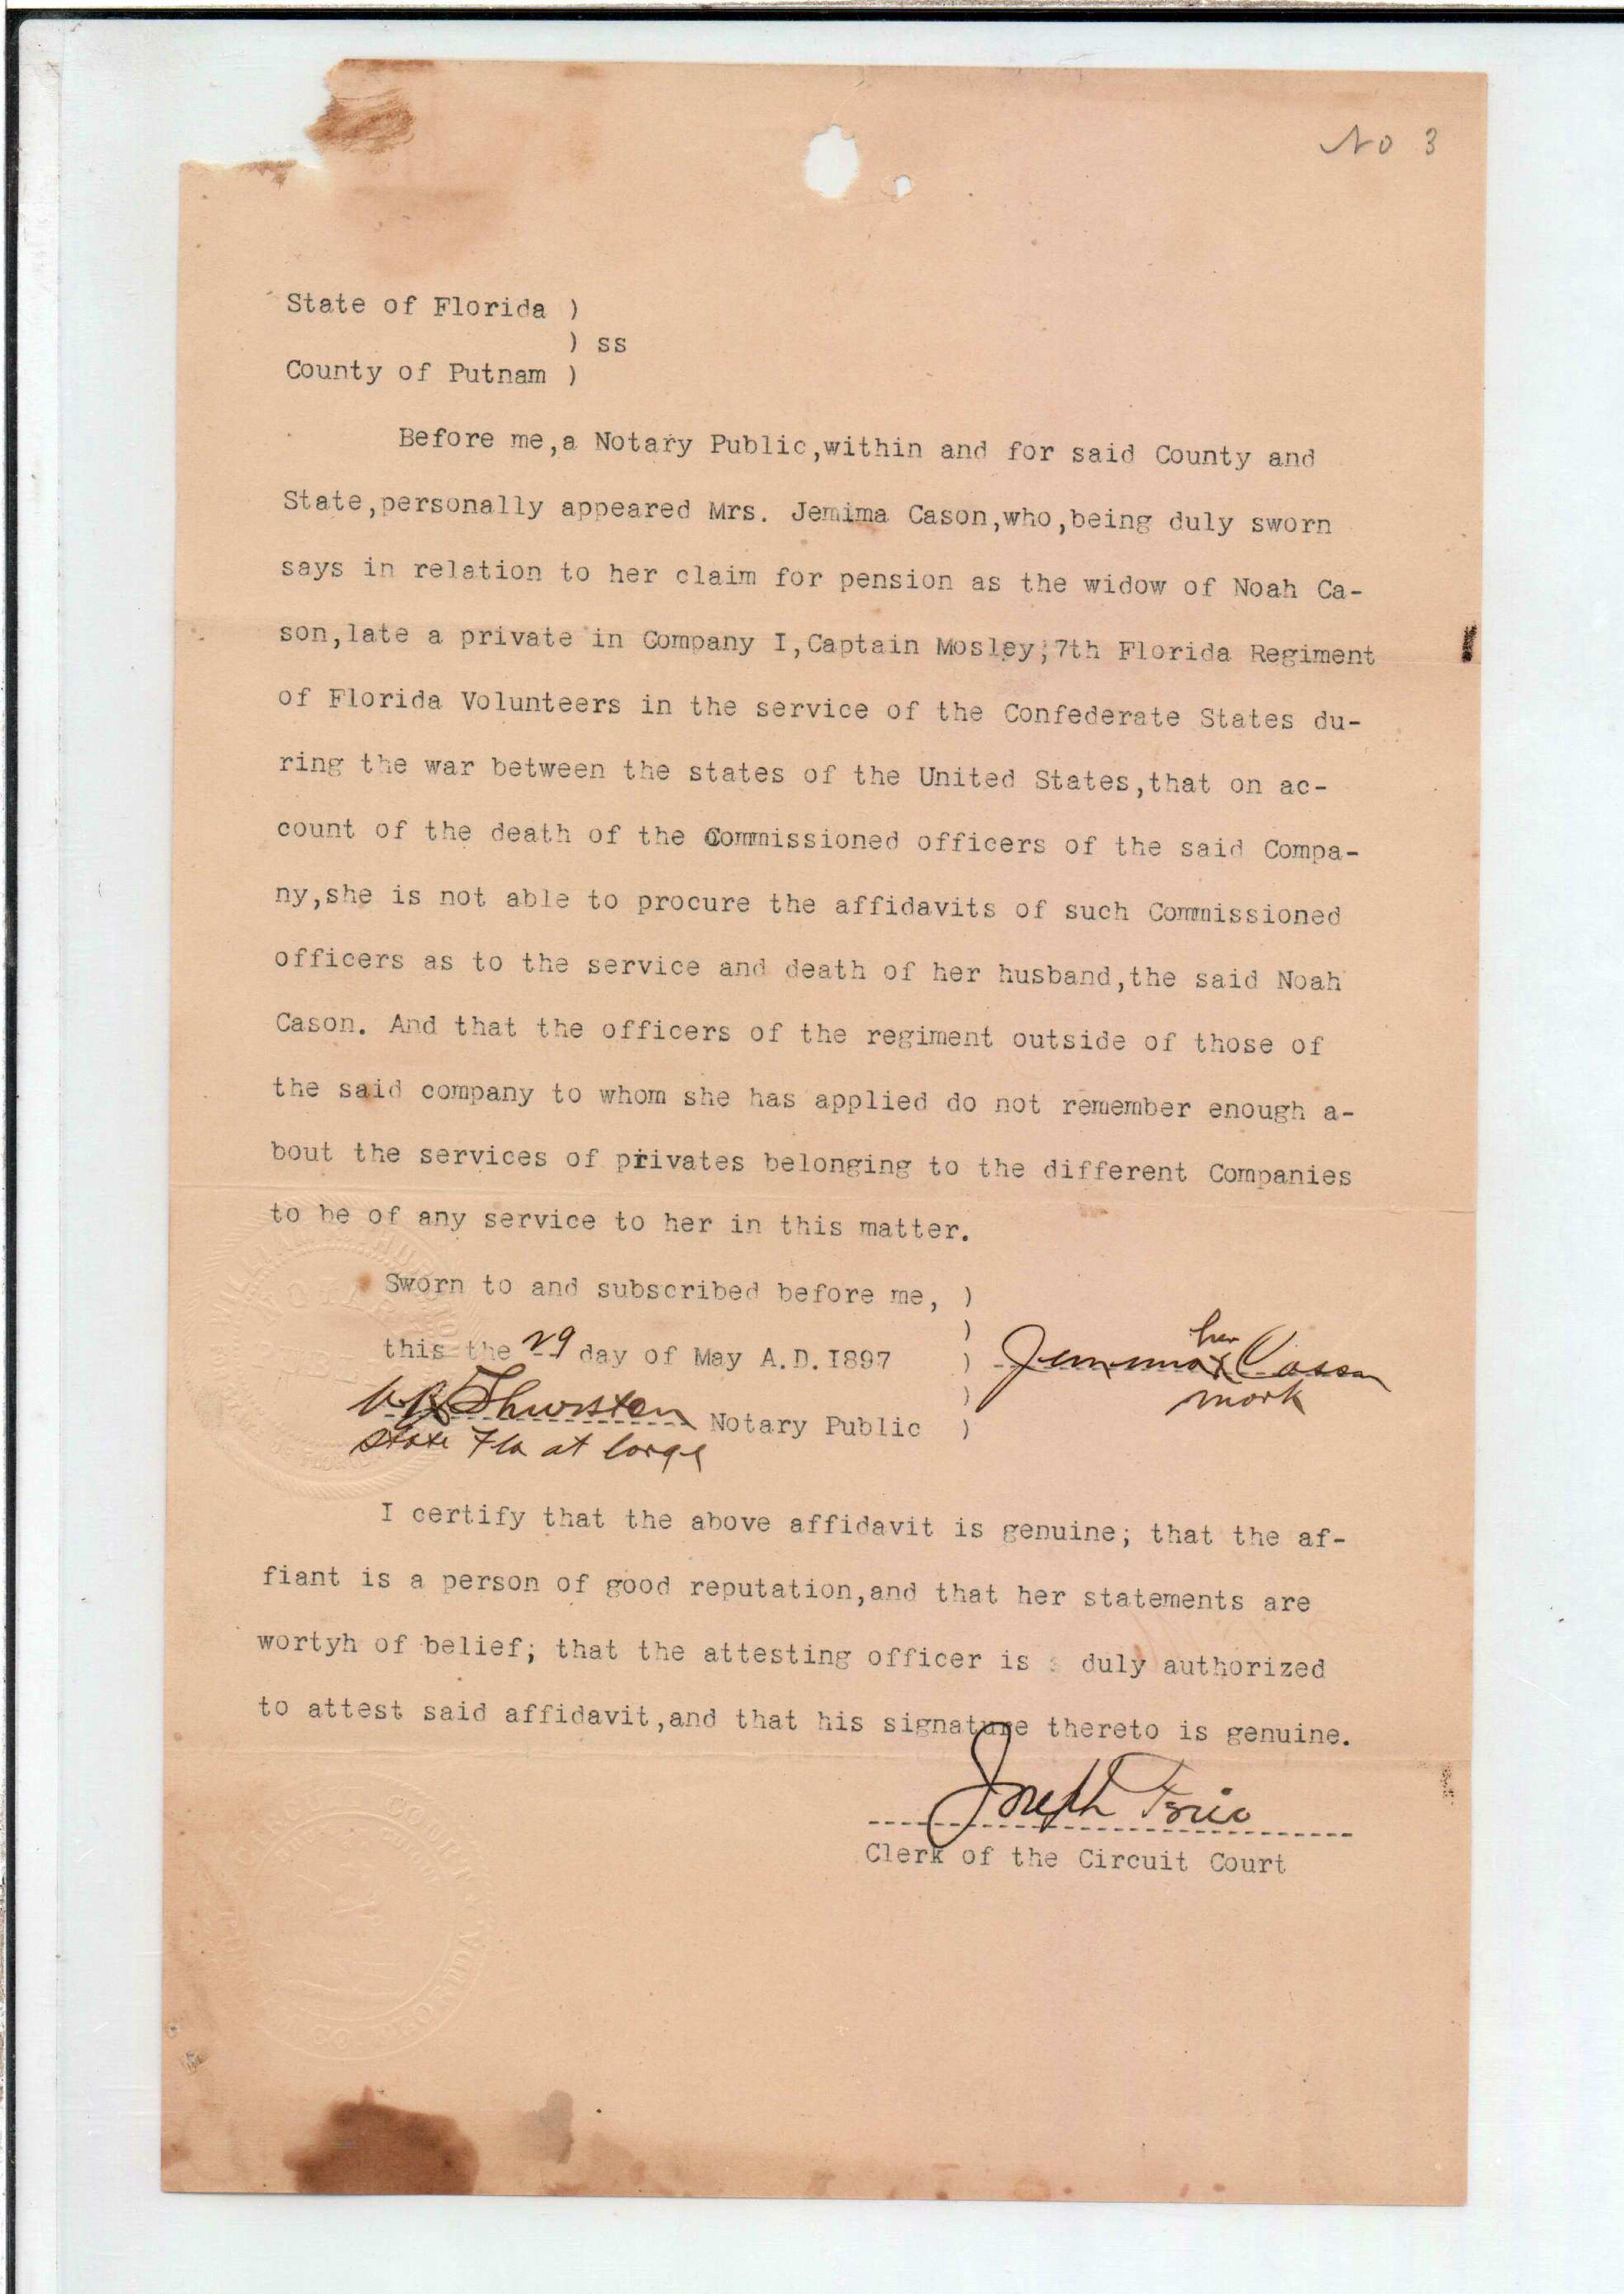 No 3
State of Florida )
) ss
County of Putnam )
Before me,a Notary Public,within and for said County and
State,personally appeared Mrs. Jemima Cason,who,being duly sworn
says in relation to her claim for pension as the widow of Noah Ca-
son,late a private in Company I,Captain Mosley,7th Florida Regiment
of Florida Volunteers in the service of the Confederate States du-
ring the war between the states of the United States,that on ac-
count of the death of the Commissioned officers of the said Compa-
ny,she is not able to procure the affidavits of such Commissioned
officers as to the service and death of her husband,the said Noah
Cason. And that the officers of the regiment outside of those of
the said company to whom she has applied do not remember enough a-
bout the services of privates belonging to the different Companies
to be of any service to her in this matter.
Sworn to and subscribed before me, )
)
this the 29 day of May A.D.I897 ) Jemima her x mark Cason
)
Thurston Notary Public )
State Fla at large
I certify that the above affidavit is genuine; that the af-
fiant is a person of good reputation,and that her statements are
wortyh of belief; that the attesting officer is duly authorized
to attest said affidavit,and that his signature thereto is genuine.
Joseph Price
Clerk of the Circuit Court